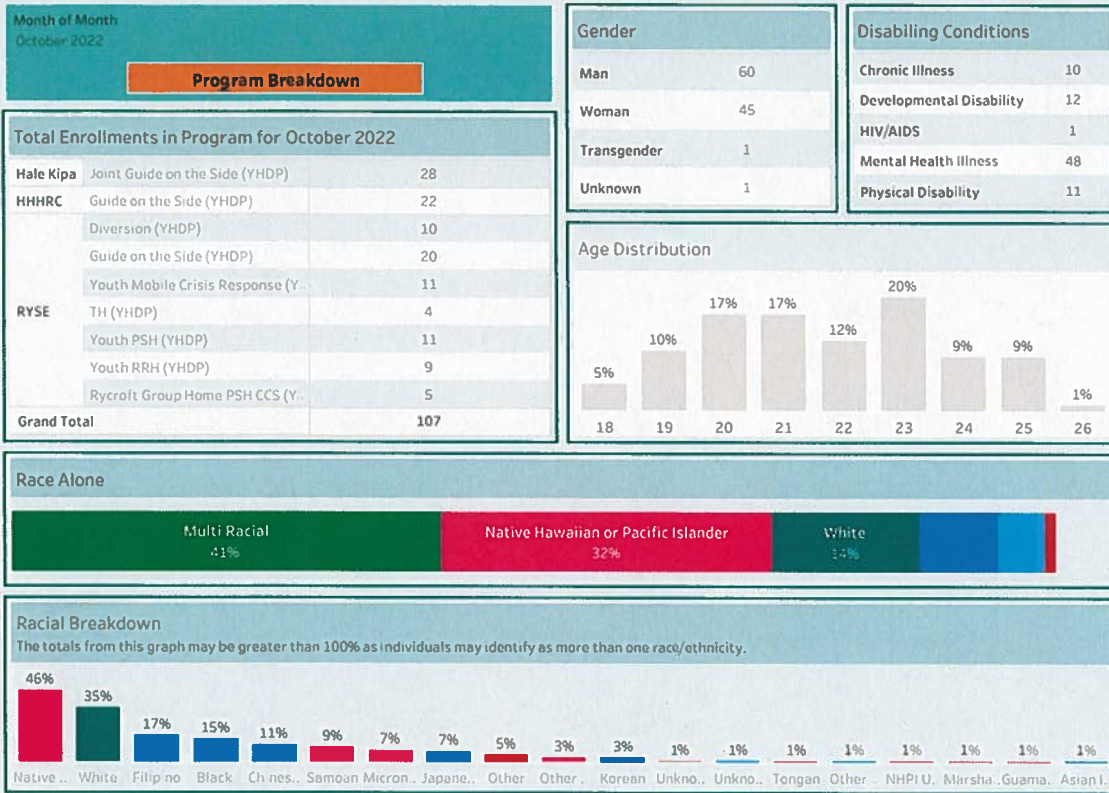 Month of Month
October 2022
Program Breakdown
Total Enrollments in Program for October 2022
Hale Kipa Joint Guide on the Side (YHDP) 28
HHHRC Guide on the Side (YHDP) 22
Diversion (YHDP) 10
Guide on the Side (YHDP) 20
Youth Mobile Crisis Response (Y.. 11
RYSE TH (YHDP) 4
Youth PSH (YHDP) 11
Youth RRH (YHDP) 9
Rycroft Group Home PSH CCS (Y.. 5
Grand Total 107
Gender
Man 60
Woman 45
Transgender 1
Unknown 1
Disabiling Conditions
Chronic Illness 10
Developmental Disability 12
HIV/AIDS 1
Mental Health Illness 48
Physical Disability 11
Age Distribution
5% 10% 17% 17% 12% 20% 9% 9% 1%
18 19 20 21 22 23 24 25 26
Race Alone
Multi Racial
41%
Native Hawaiian or Pacific Islander
32%
White
14%
Racial Breakdown
The totals from this graph may be greater than 100% as individuals may identify as more than one race/ethnicity.
46% 35% 17% 15% 11% 9% 7% 7% 5% 3% 3% 1% 1% 1% 1% 1% 1% 1% 1%
Native .. White Filipino Black Chines.. Samoan Micron.. Japane.. Other Other .. Korean Unkno.. Unkno.. Tongan Other .. NHPI U.. Marsha.. Guama.. Asian I..